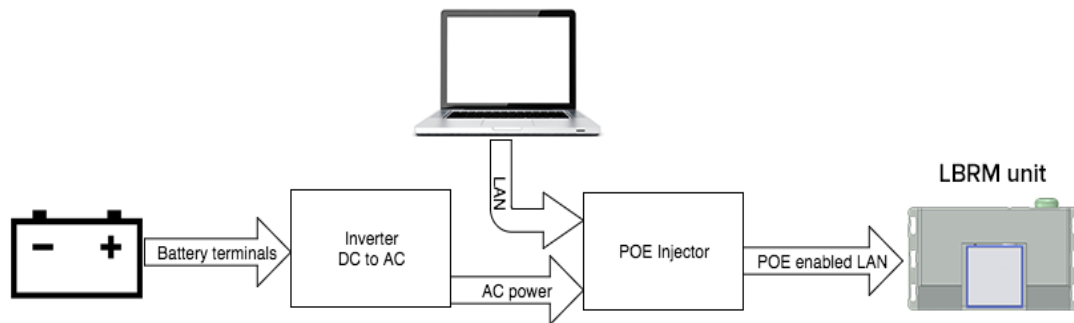 LAN
LBRM unit
Battery terminals
Inverter
DC to AC
AC power
POE Injector
POE enabled LAN